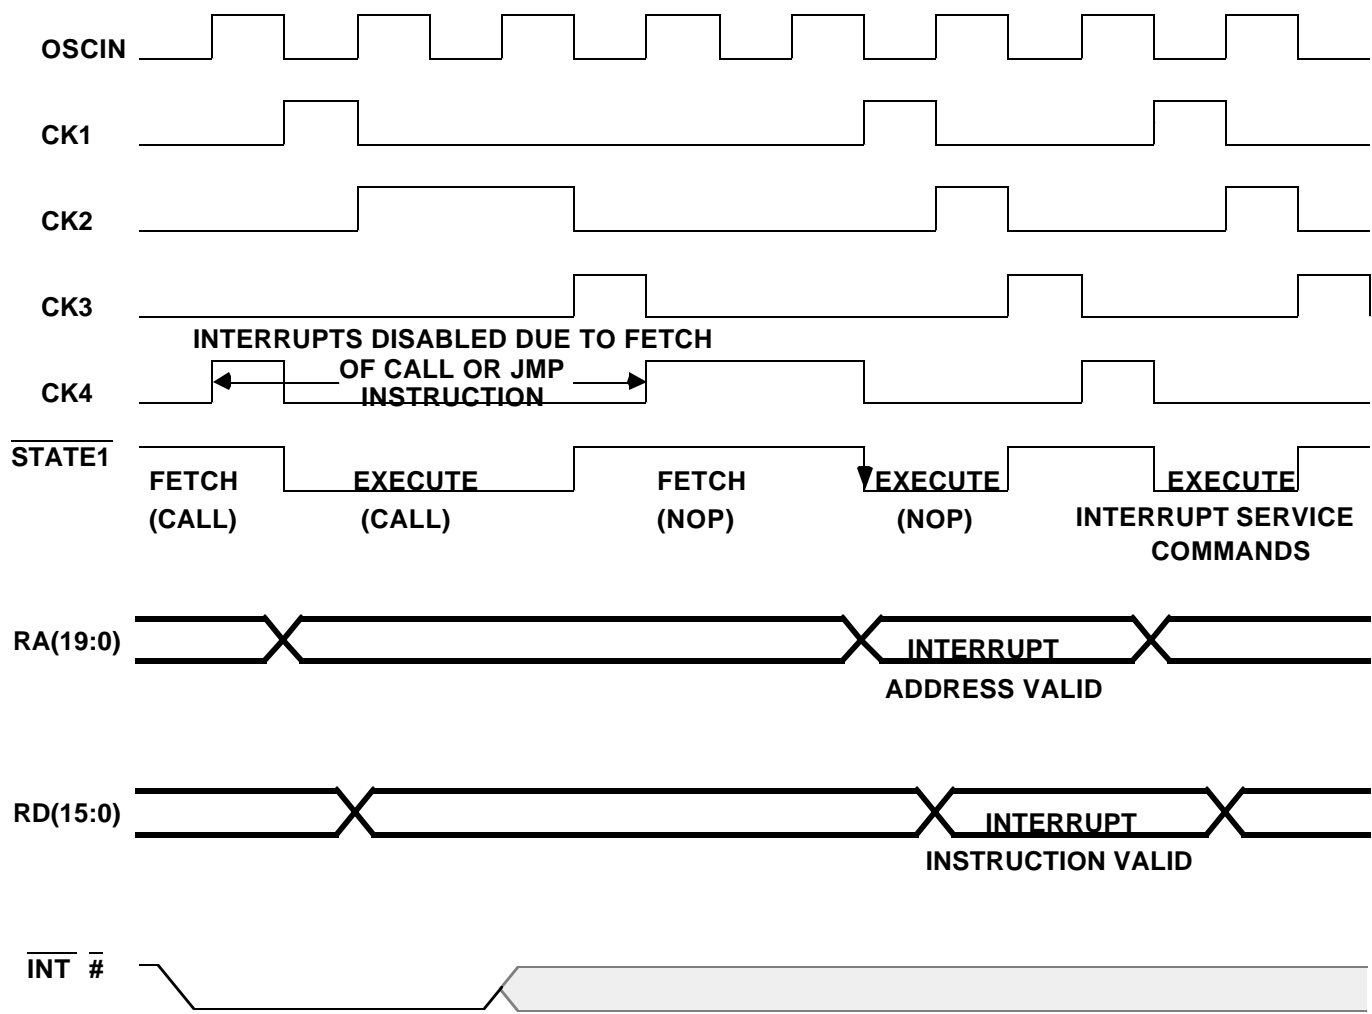 OSCIN
CK1
CK2
CK3
INTERRUPTS DISABLED DUE TO FETCH
OF CALL OR JMP
INSTRUCTION
CK4
STATE1
FETCH
(CALL)
EXECUTE
(CALL)
FETCH
(NOP)
EXECUTE
(NOP)
EXECUTE
INTERRUPT SERVICE
COMMANDS
RA(19:0)
INTERRUPT
ADDRESS VALID
RD(15:0)
INTERRUPT
INSTRUCTION VALID
INT #